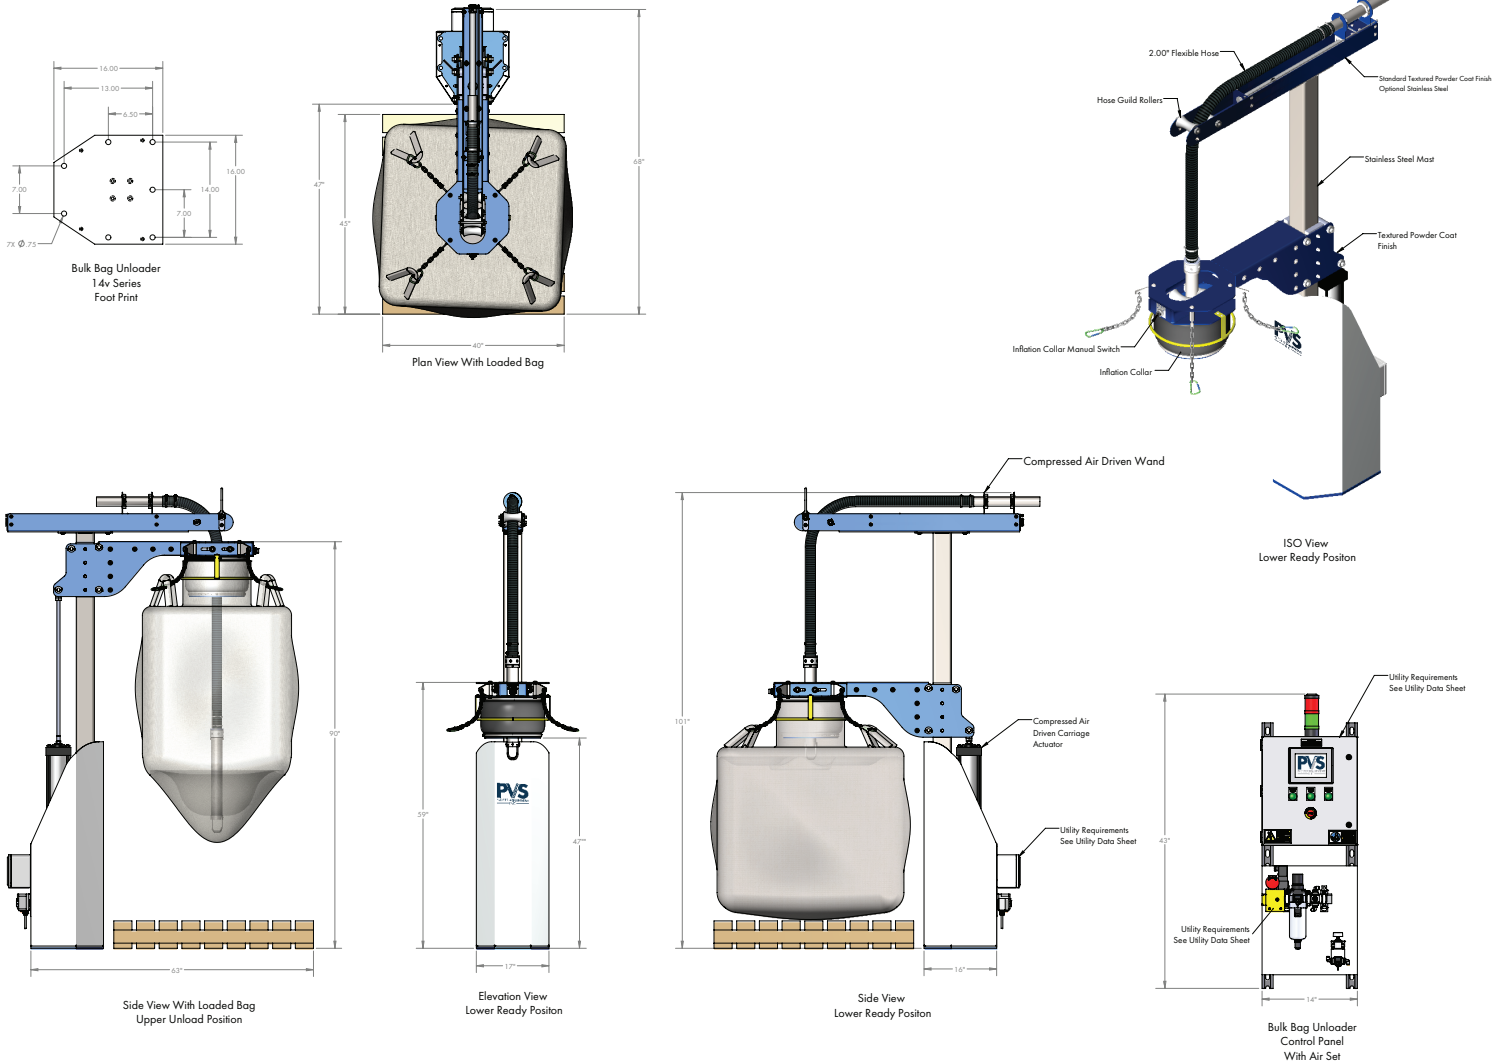 16.00
13.00
6.50
7.00
7.00
14.00
16.00
7X Ø .75
Bulk Bag Unloader
14v Series
Foot Print
47"
45"
68"
40"
Plan View With Loaded Bag
2.00" Flexible Hose
Hose Guild Rollers
Standard Textured Powder Coat Finish
Optional Stainless Steel
Stainless Steel Mast
Textured Powder Coat
Finish
Inflation Collar Manual Switch
Inflation Collar
PVS
ISO View
Lower Ready Positon
90"
63"
Side View With Loaded Bag
Upper Unload Position
59"
PVS
47"
17"
Elevation View
Lower Ready Positon
Compressed Air Driven Wand
101"
Compressed Air
Driven Carriage
Actuator
Utility Requirements
See Utility Data Sheet
16"
Side View
Lower Ready Positon
Utility Requirements
See Utility Data Sheet
PVS
43"
Utility Requirements
See Utility Data Sheet
14"
Bulk Bag Unloader
Control Panel
With Air Set